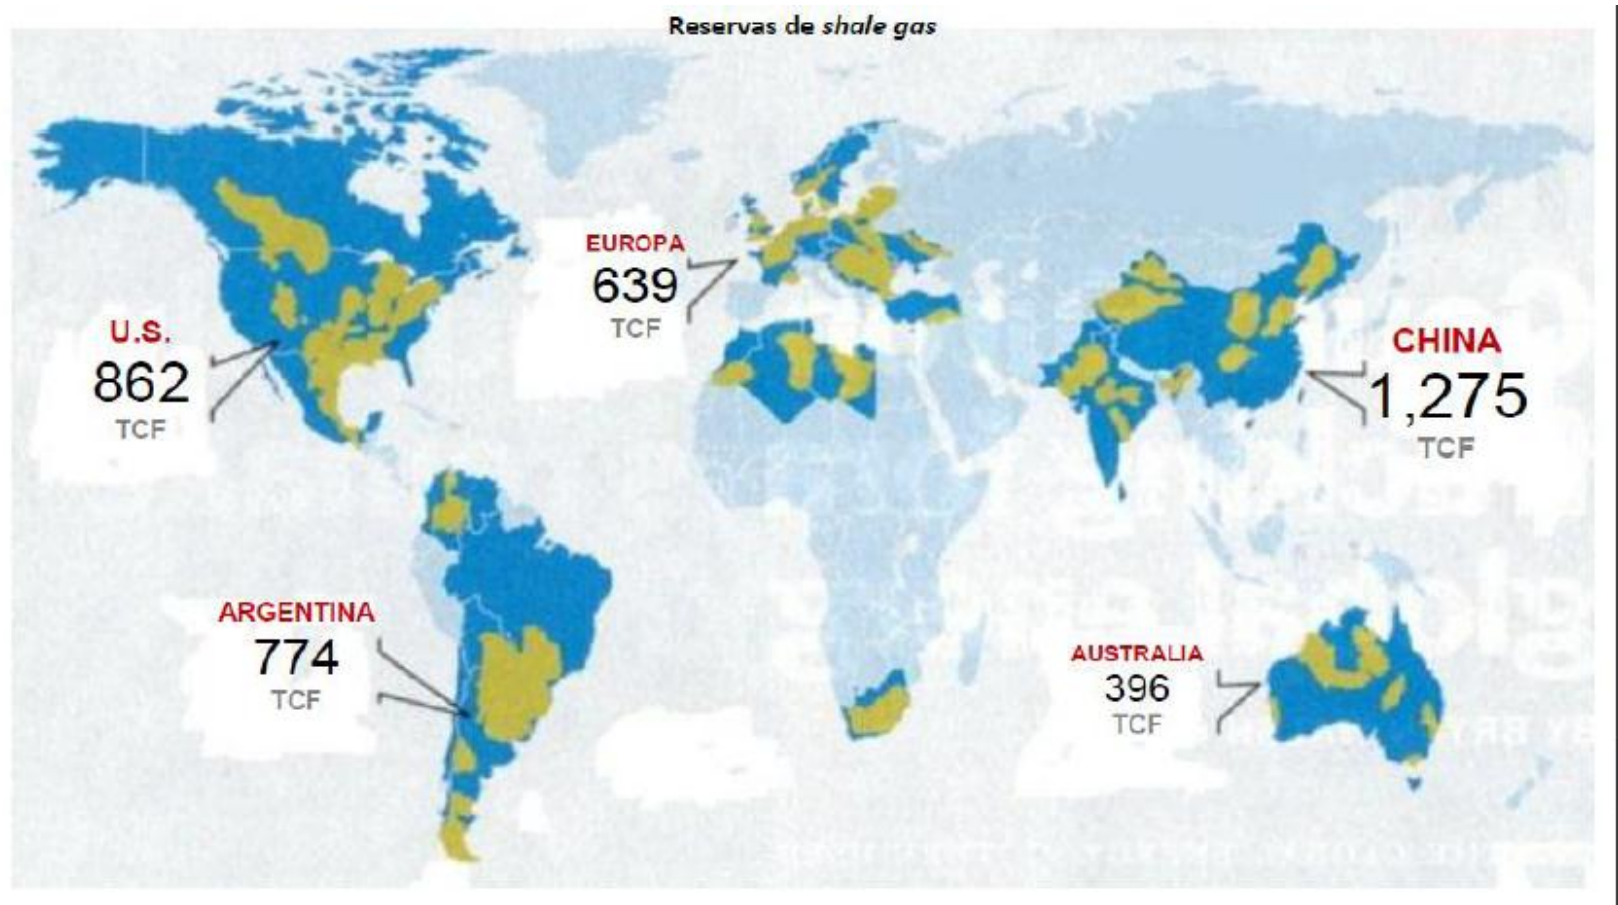 Reservas de shale gas
EUROPA
639
TCF
U.S.
862
TCF
CHINA
1,275
TCF
ARGENTINA
774
TCF
AUSTRALIA
396
TCF